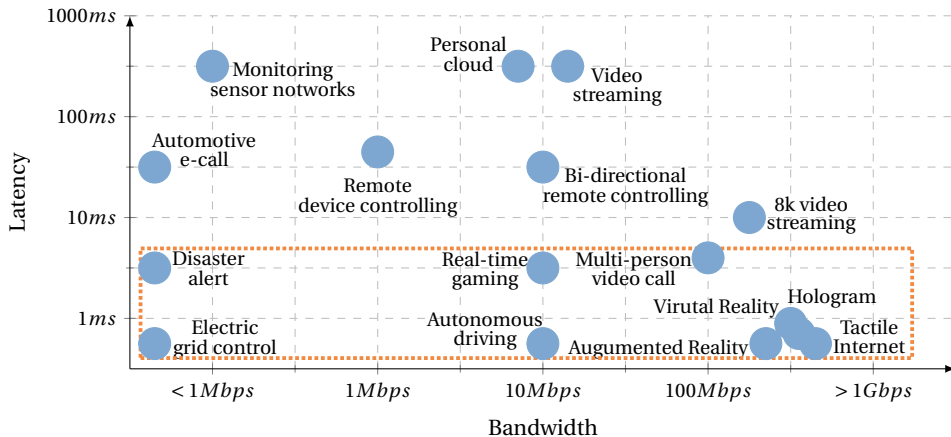 1000ms
Personal
cloud
Monitoring
sensor notworks
Video
streaming
100ms
Automotive
e-call
Remote
device controlling
Bi-directional
remote controlling
8k video
streaming
10ms
Disaster
alert
Real-time
gaming
Multi-person
video call
Virutal Reality
Hologram
1ms
Electric
grid control
Autonomous
driving
Augumented Reality
Tactile
Internet
Latency
< 1Mbps
1Mbps
10Mbps
100Mbps
> 1Gbps
Bandwidth